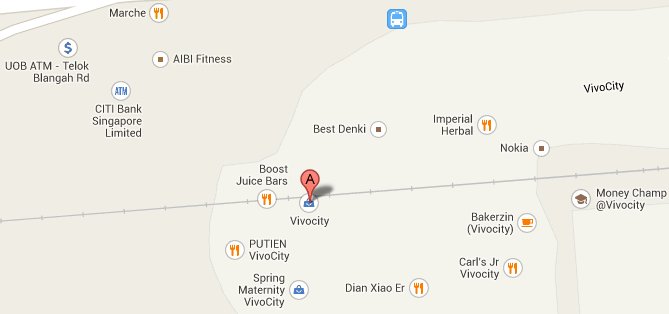 Marche
UOB ATM - Telok
Blangah Rd
AIBI Fitness
CITI Bank
Singapore
Limited
VivoCity
Imperial
Herbal
Best Denki
Nokia
Boost
Juice Bars
A
Vivocity
Money Champ
@Vivocity
Bakerzin
(Vivocity)
PUTIEN
VivoCity
Carl's Jr
Vivocity
Spring
Maternity
VivoCity
Dian Xiao Er
$
ATM